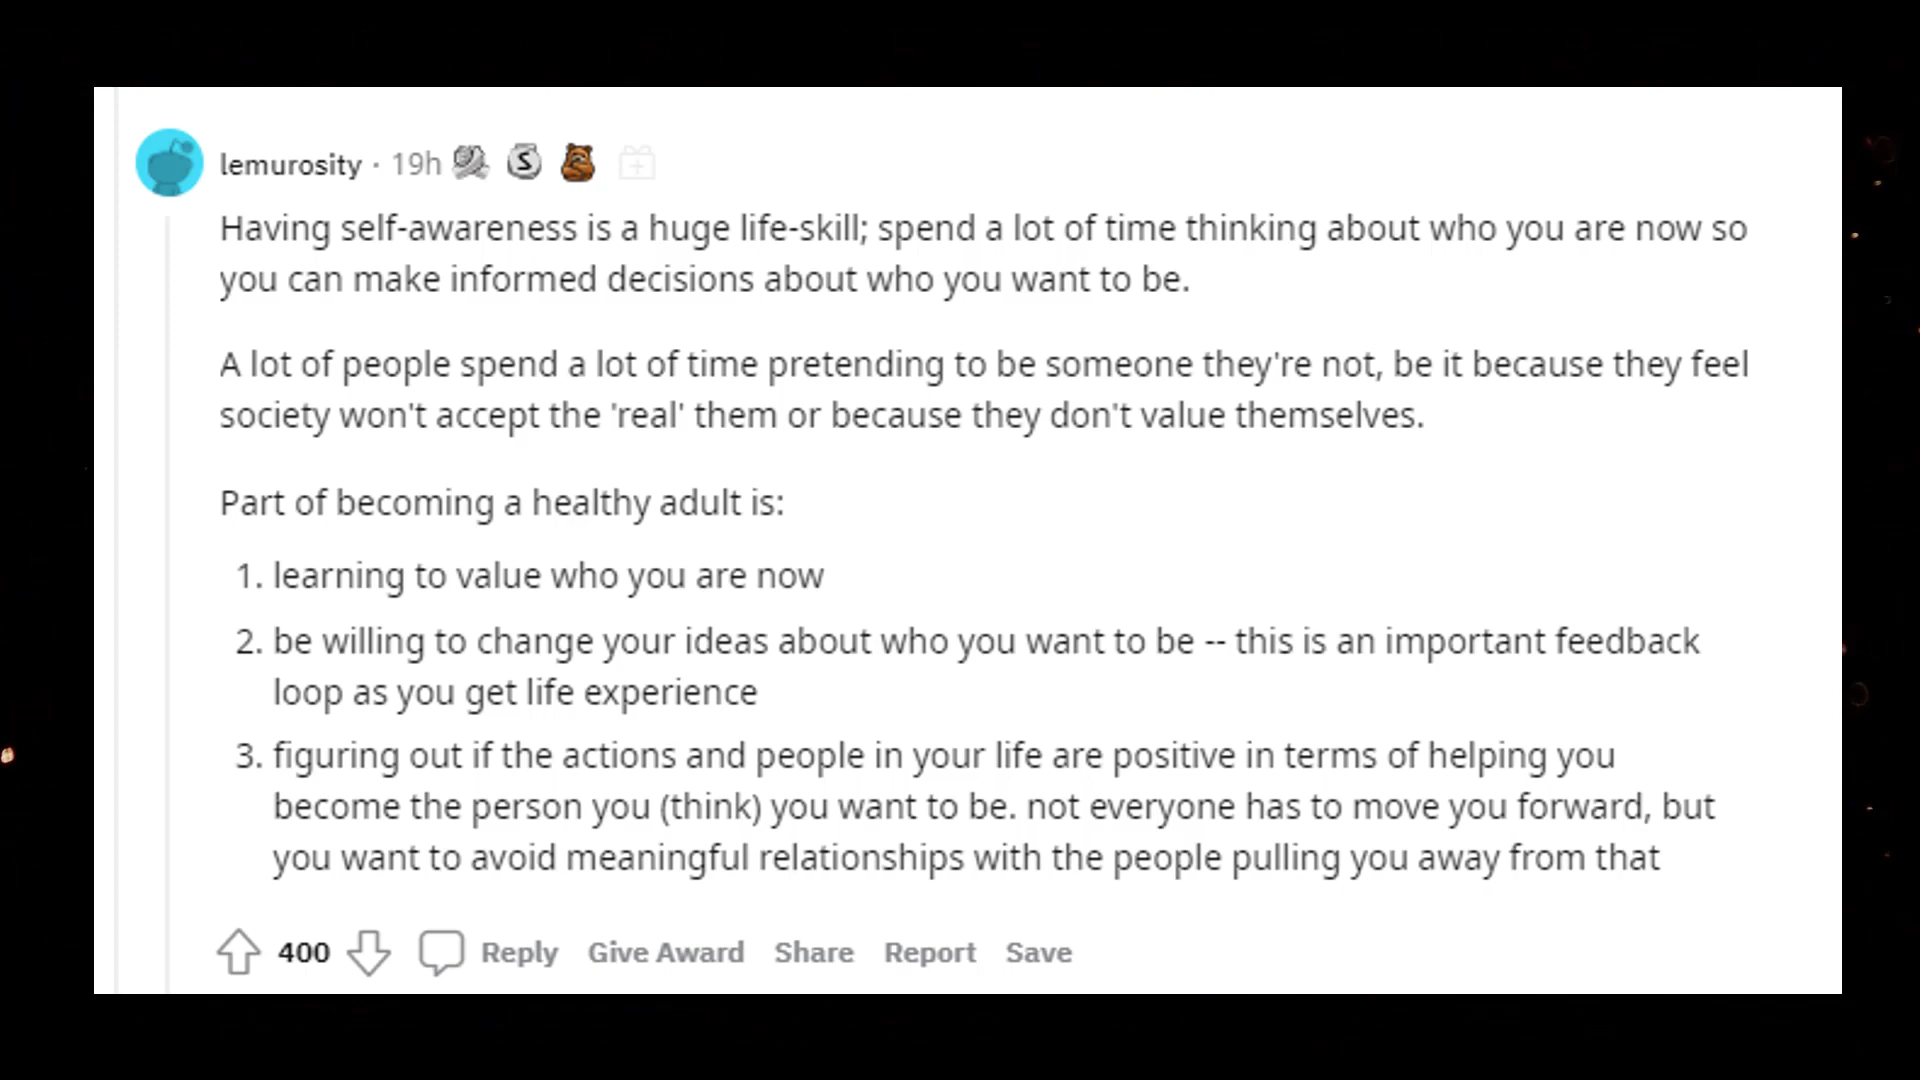 lemurosity · 19h
Having self-awareness is a huge life-skill; spend a lot of time thinking about who you are now so
you can make informed decisions about who you want to be.
A lot of people spend a lot of time pretending to be someone they're not, be it because they feel
society won't accept the 'real' them or because they don't value themselves.
Part of becoming a healthy adult is:
1. learning to value who you are now
2. be willing to change your ideas about who you want to be -- this is an important feedback
loop as you get life experience
3. figuring out if the actions and people in your life are positive in terms of helping you
become the person you (think) you want to be. not everyone has to move you forward, but
you want to avoid meaningful relationships with the people pulling you away from that
400 Reply Give Award Share Report Save